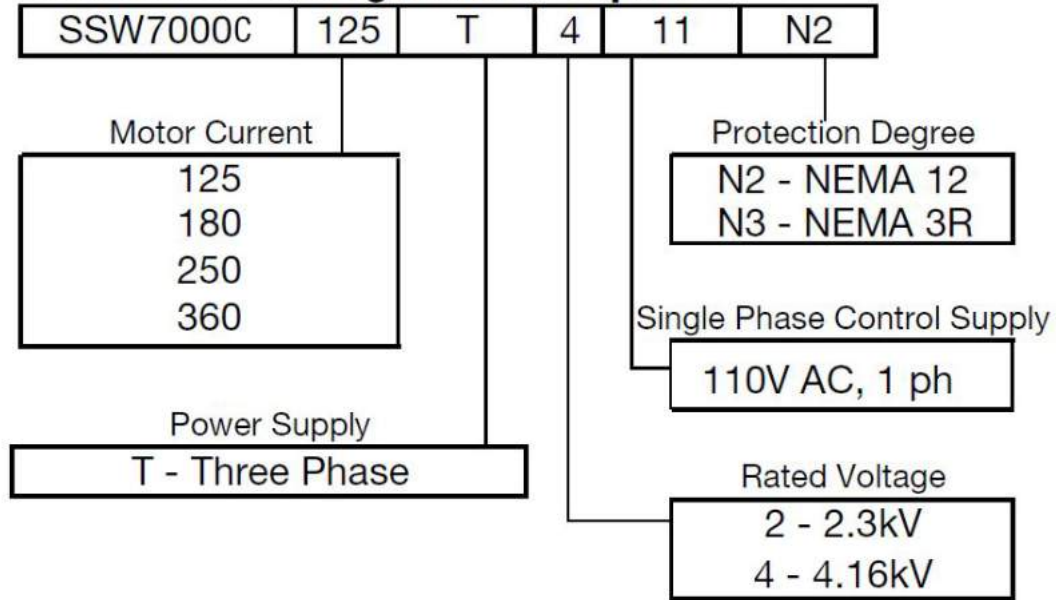 SSW7000C 125 T 4 11 N2
Motor Current
125
180
250
360
Protection Degree
N2 - NEMA 12
N3 - NEMA 3R
Single Phase Control Supply
110V AC, 1 ph
Power Supply
T - Three Phase
Rated Voltage
2 - 2.3kV
4 - 4.16kV